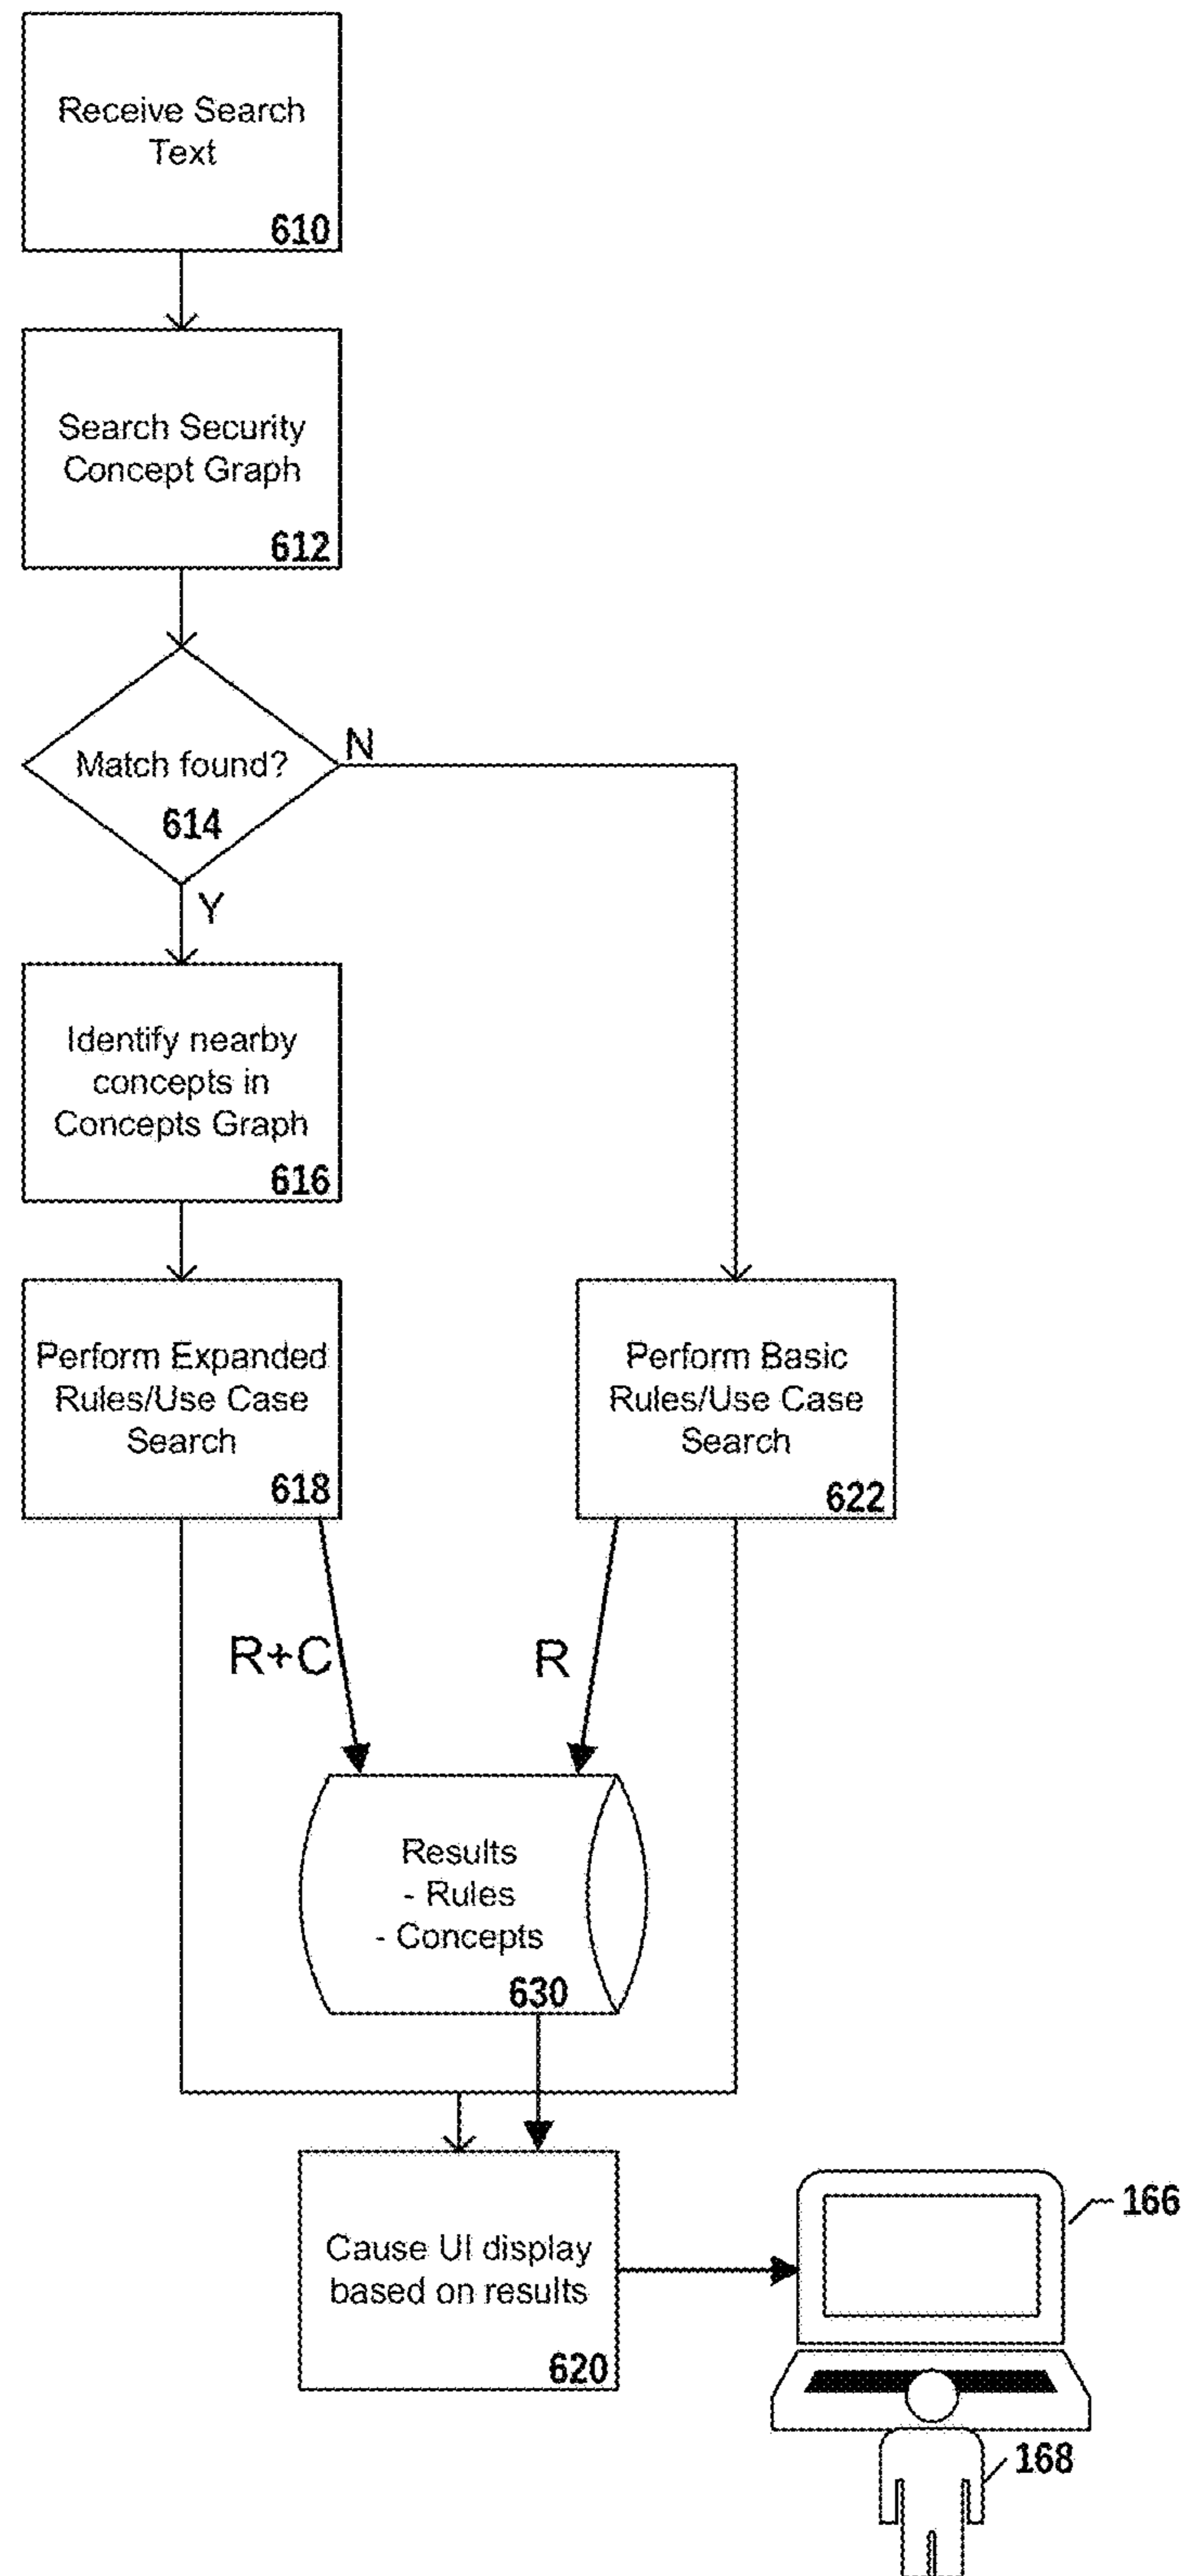 Receive Search
Text
610
Search Security
Concept Graph
612
Match found?
614
N
Y
Identify nearby
concepts in
Concepts Graph
616
Perform Expanded
Rules/Use Case
Search
618
Perform Basic
Rules/Use Case
Search
622
R+C
R
Results
- Rules
- Concepts
630
Cause UI display
based on results
620
166
168